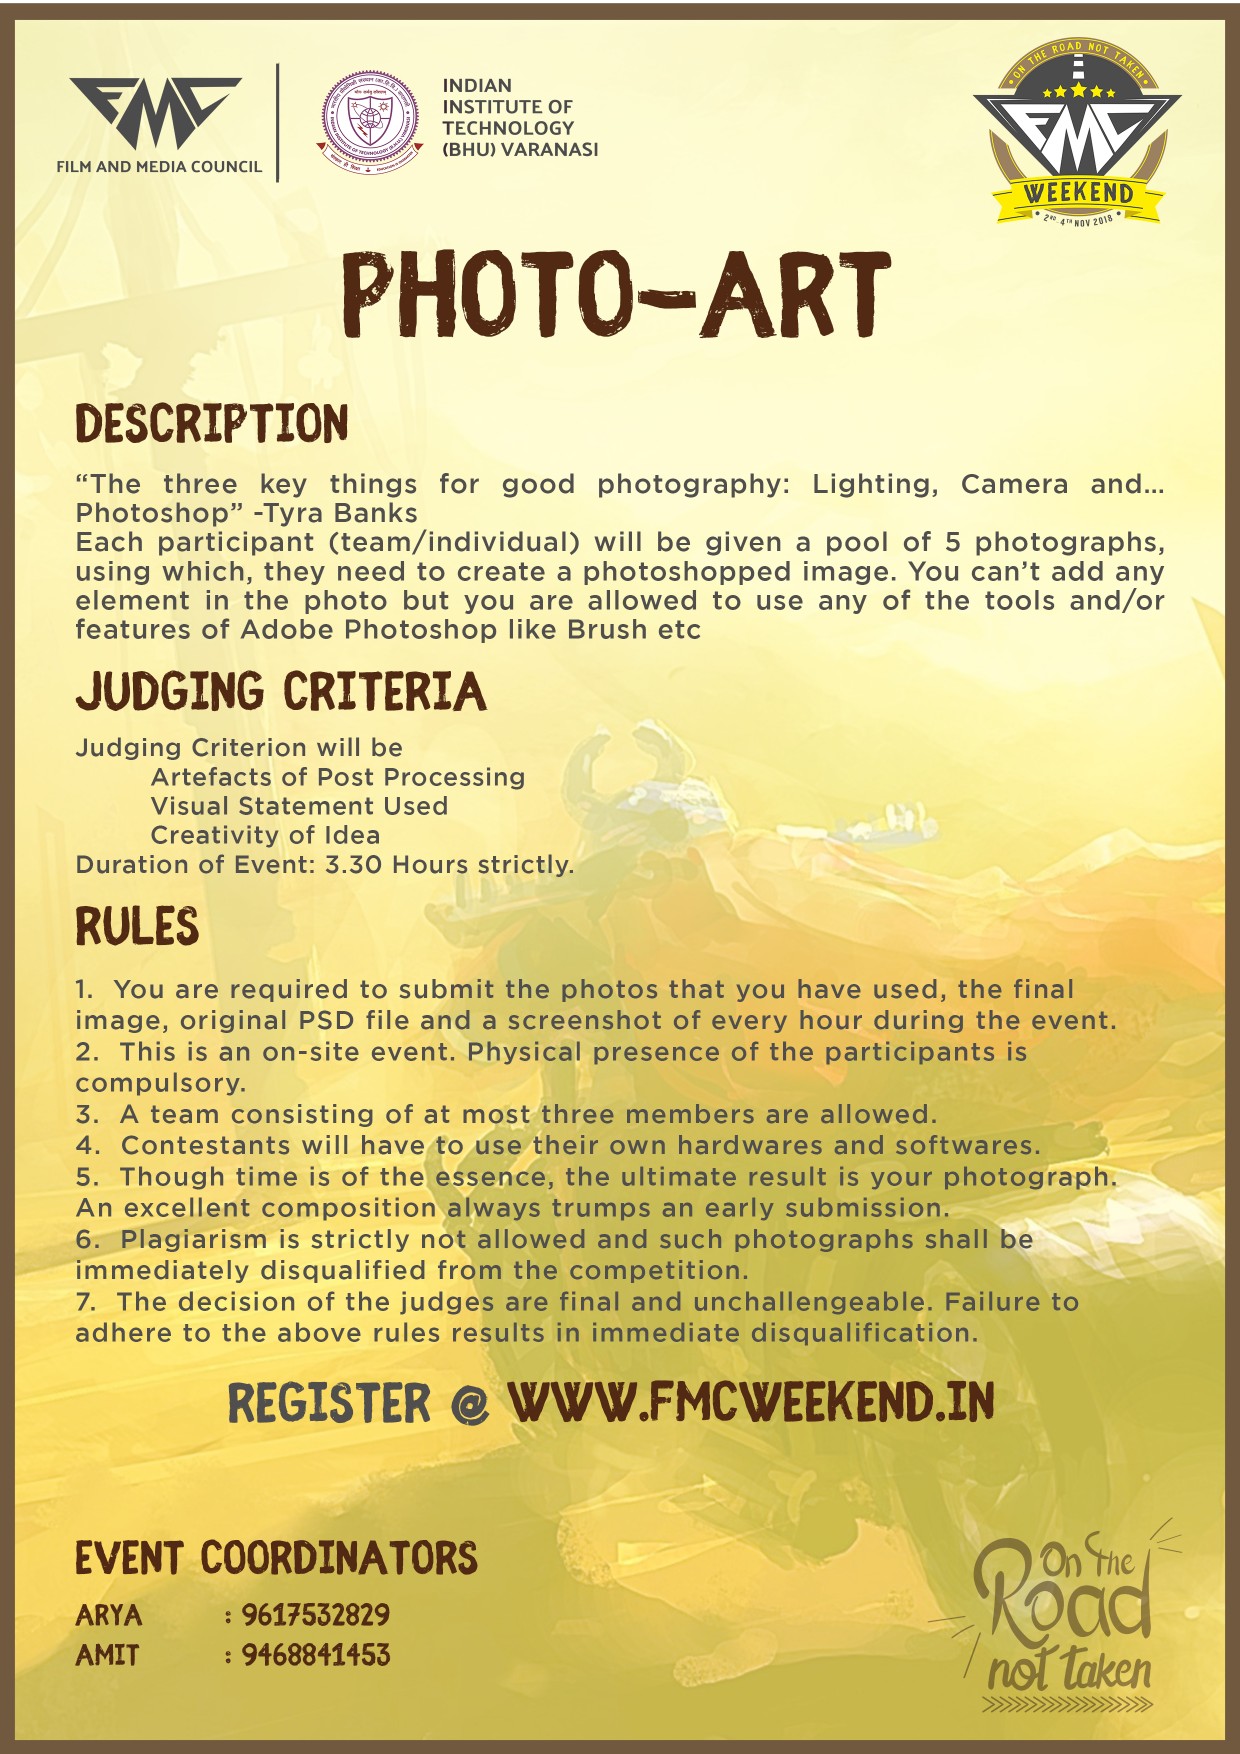 FMC
FILM AND MEDIA COUNCIL
INDIAN
INSTITUTE OF
TECHNOLOGY
(BHU) VARANASI
ON THE ROAD NOT TAKEN
FMC
WEEKEND
2ND - 4TH NOV 2018
PHOTO-ART
DESCRIPTION
“The three key things for good photography: Lighting, Camera and...
Photoshop” -Tyra Banks
Each participant (team/individual) will be given a pool of 5 photographs,
using which, they need to create a photoshopped image. You can’t add any
element in the photo but you are allowed to use any of the tools and/or
features of Adobe Photoshop like Brush etc
JUDGING CRITERIA
Judging Criterion will be
Artefacts of Post Processing
Visual Statement Used
Creativity of Idea
Duration of Event: 3.30 Hours strictly.
RULES
1. You are required to submit the photos that you have used, the final
image, original PSD file and a screenshot of every hour during the event.
2. This is an on-site event. Physical presence of the participants is
compulsory.
3. A team consisting of at most three members are allowed.
4. Contestants will have to use their own hardwares and softwares.
5. Though time is of the essence, the ultimate result is your photograph.
An excellent composition always trumps an early submission.
6. Plagiarism is strictly not allowed and such photographs shall be
immediately disqualified from the competition.
7. The decision of the judges are final and unchallengeable. Failure to
adhere to the above rules results in immediate disqualification.
REGISTER @ WWW.FMCWEEKEND.IN
EVENT COORDINATORS
ARYA : 9617532829
AMIT : 9468841453
On the
Road
not taken